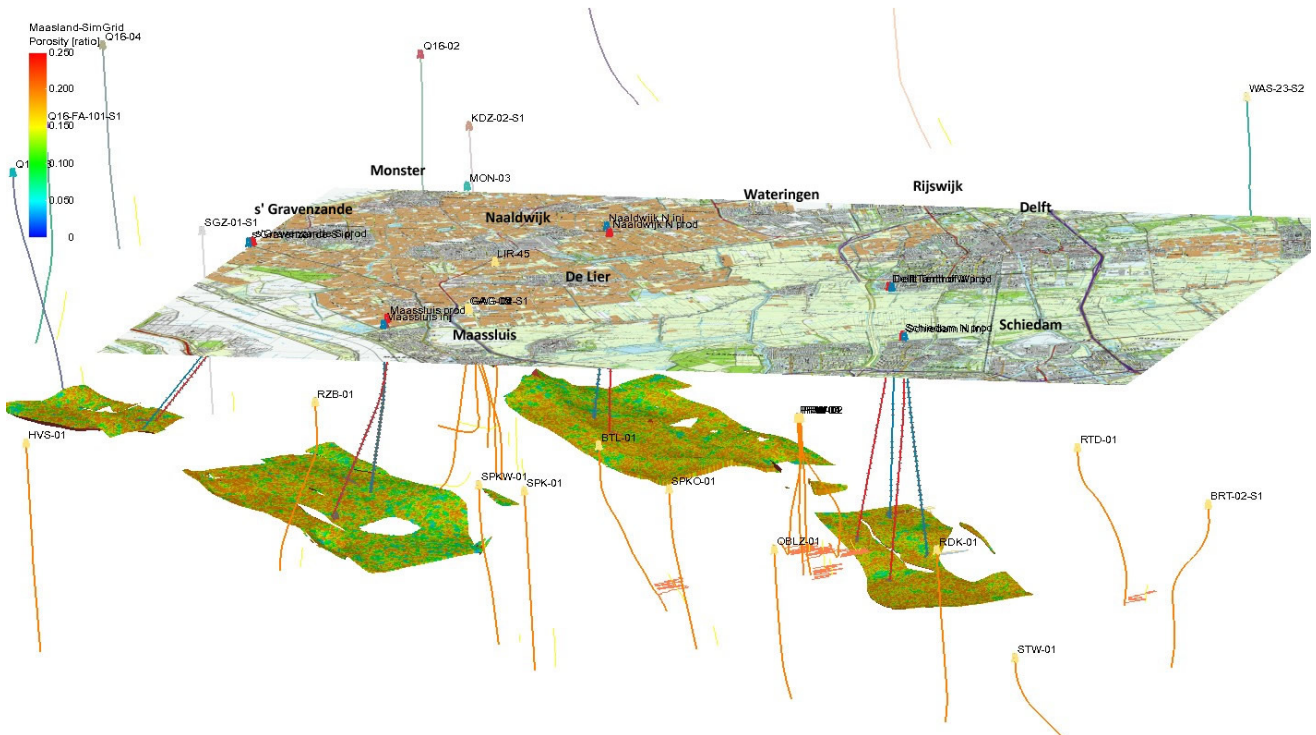 Maasland-SimGrid
Porosity [ratio]
0.250
0.200
0.150
0.100
0.050
0
Q16-04
Q16-02
WAS-23-S2
Q16-FA-101-S1
KDZ-02-S1
MON-03
Monster
Rijswijk
Wateringen
Delft
s' Gravenzande
Naaldwijk
SGZ-01-S1
Naaldwijk N inj
Naaldwijk N prod
LIR-45
De Lier
Maassluis prod
Maassluis inj
Maassluis
Schiedam N prod
Schiedam
RZB-01
HVS-01
BTL-01
RTD-01
SPKW-01
SPK-01
SPKO-01
BRT-02-S1
QBLZ-01
RDK-01
STW-01